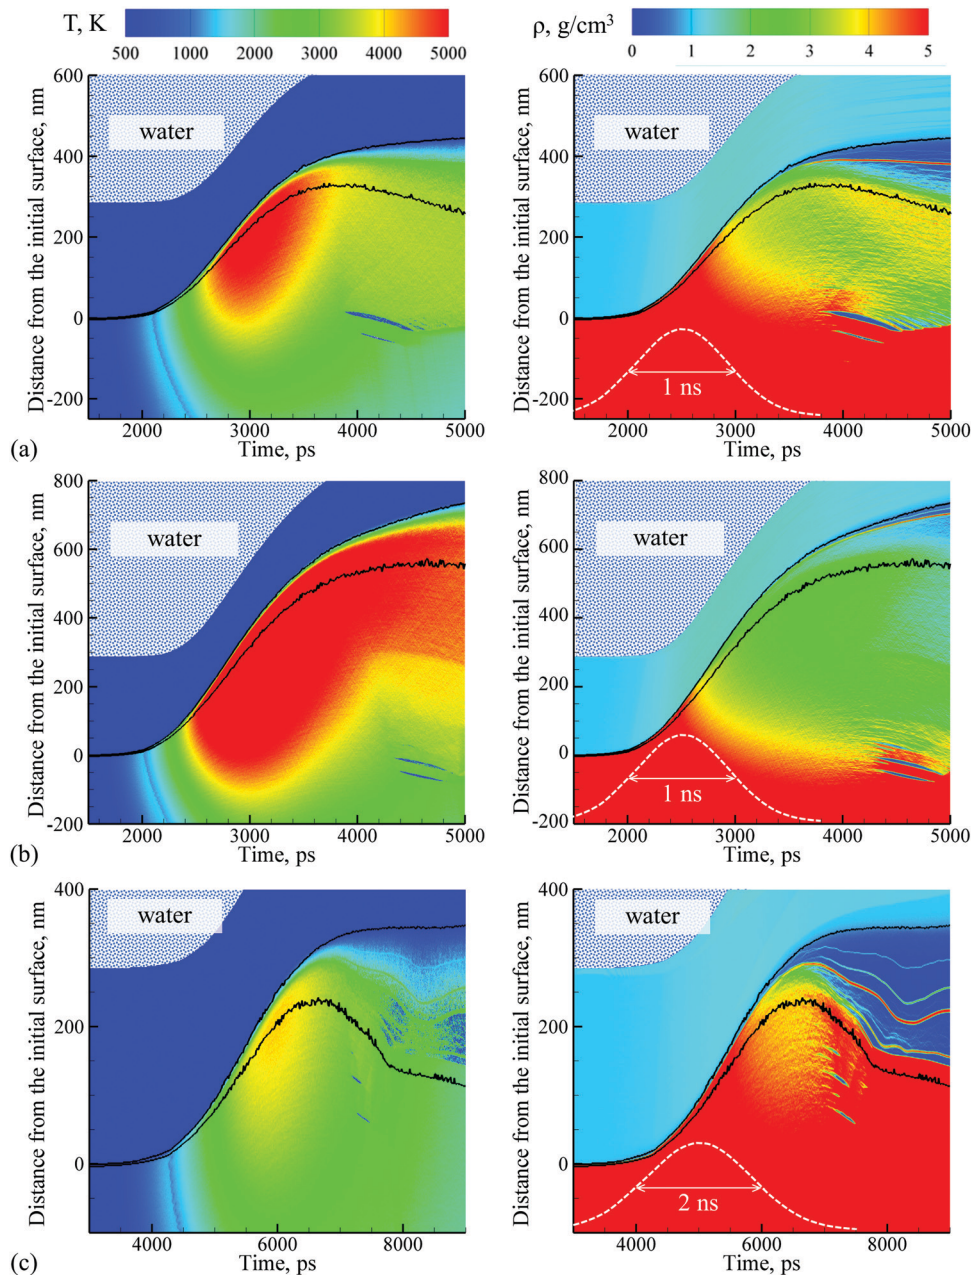 T, K
500 1000 2000 3000 4000 5000
ρ, g/cm³
0 1 2 3 4 5
Distance from the initial surface, nm
600
400
200
0
-200
water
2000 3000 4000 5000
Time, ps
(a)
Distance from the initial surface, nm
600
400
200
0
-200
water
1 ns
2000 3000 4000 5000
Time, ps
Distance from the initial surface, nm
800
600
400
200
0
-200
water
2000 3000 4000 5000
Time, ps
(b)
Distance from the initial surface, nm
800
600
400
200
0
-200
water
1 ns
2000 3000 4000 5000
Time, ps
Distance from the initial surface, nm
400
200
0
water
4000 6000 8000
Time, ps
(c)
Distance from the initial surface, nm
400
200
0
water
2 ns
4000 6000 8000
Time, ps